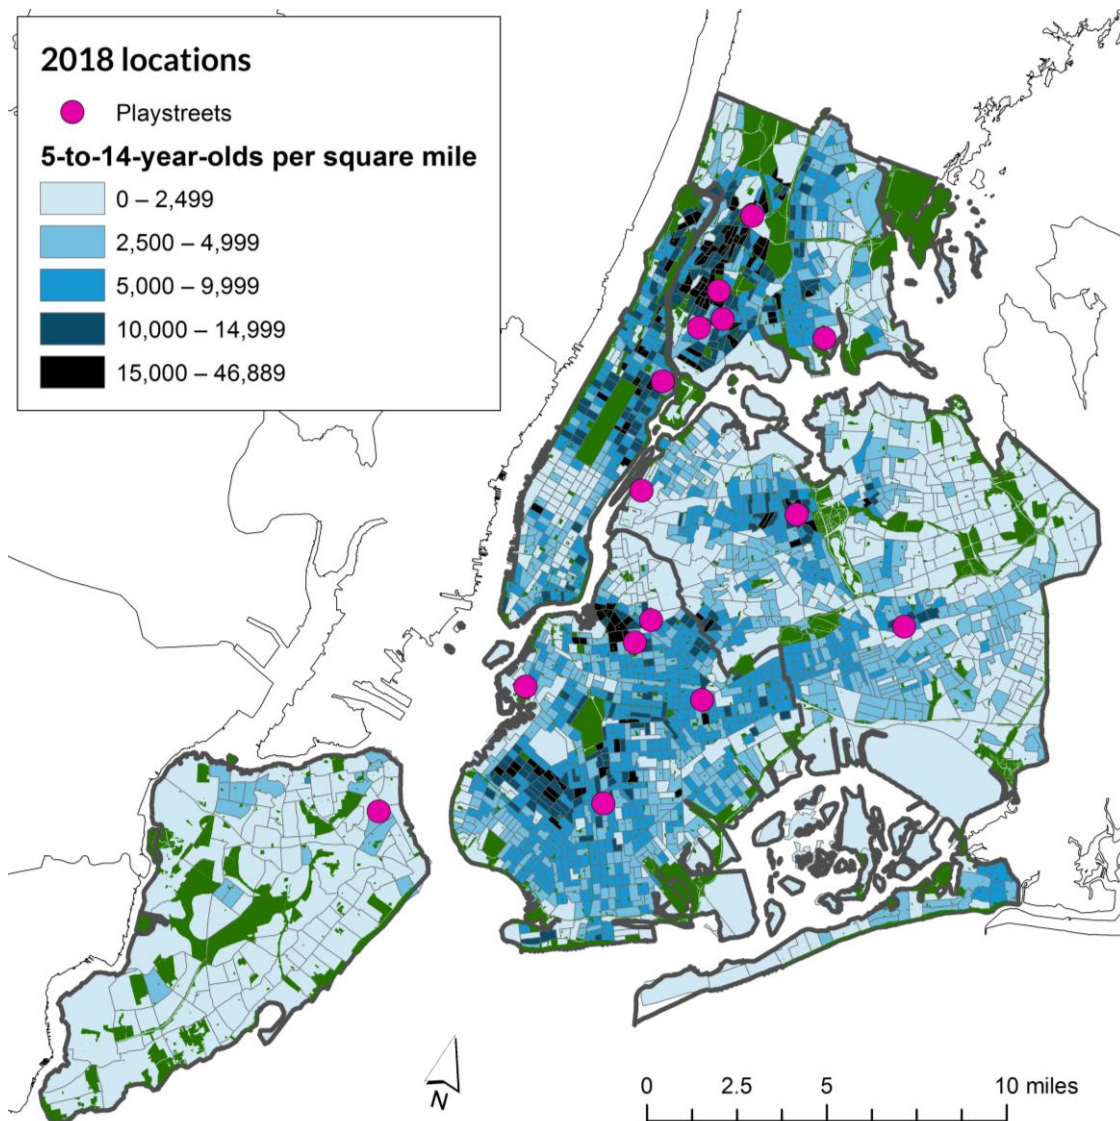 2018 locations
Playstreets
5-to-14-year-olds per square mile
0 – 2,499
2,500 – 4,999
5,000 – 9,999
10,000 – 14,999
15,000 – 46,889
N
0 2.5 5 10 miles